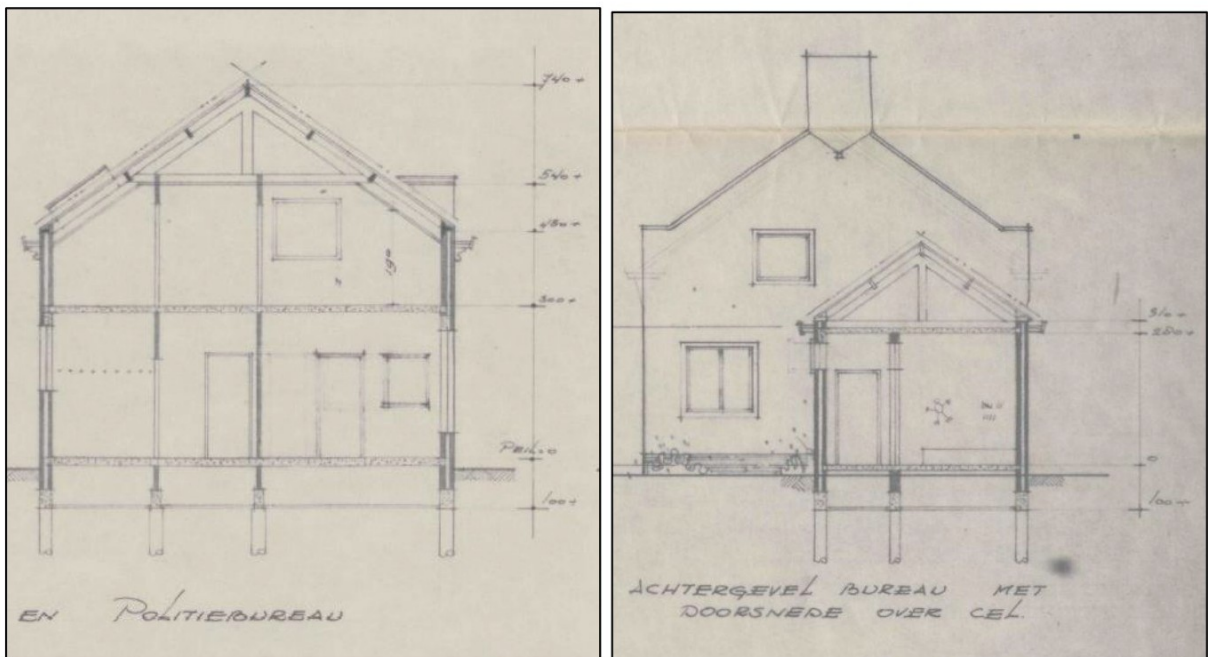 740+
540+
450+
190
300+
PEIL=0
100+
EN POLITIEBUREAU
310+
280+
0
100-
ACHTERGEVEL BUREAU MET
DOORSNEDE OVER CEL.